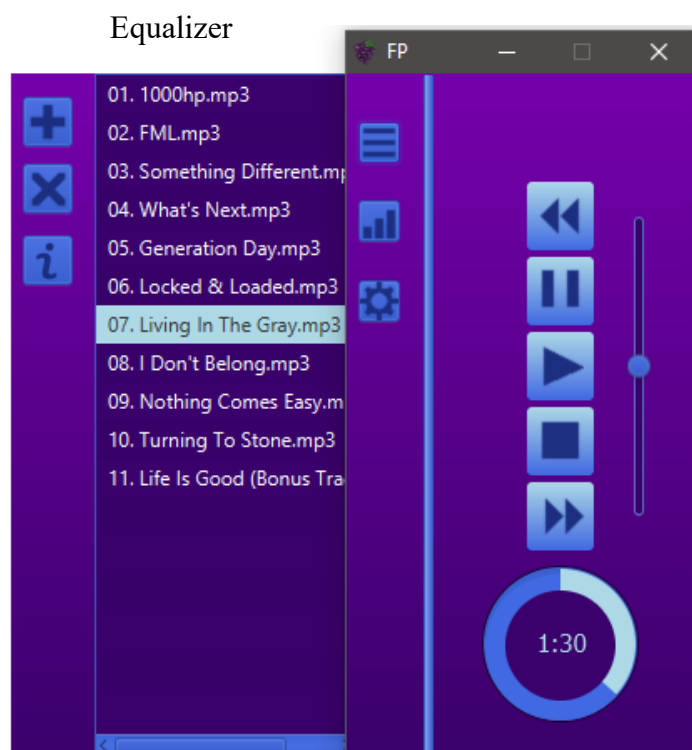 Equalizer
FP
01. 1000hp.mp3
02. FML.mp3
03. Something Different.mp
04. What's Next.mp3
05. Generation Day.mp3
06. Locked & Loaded.mp3
07. Living In The Gray.mp3
08. I Don't Belong.mp3
09. Nothing Comes Easy.m
10. Turning To Stone.mp3
11. Life Is Good (Bonus Tra
1:30